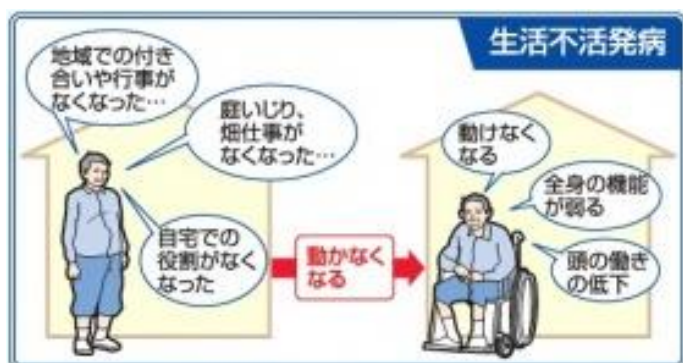 生活不活発病
地域での付き
合いや行事が
なくなった…
庭いじり、
畑仕事が
なくなった…
自宅での
役割がなく
なった
動かなく
なる
動けなく
なる
全身の機能
が弱る
頭の働き
の低下